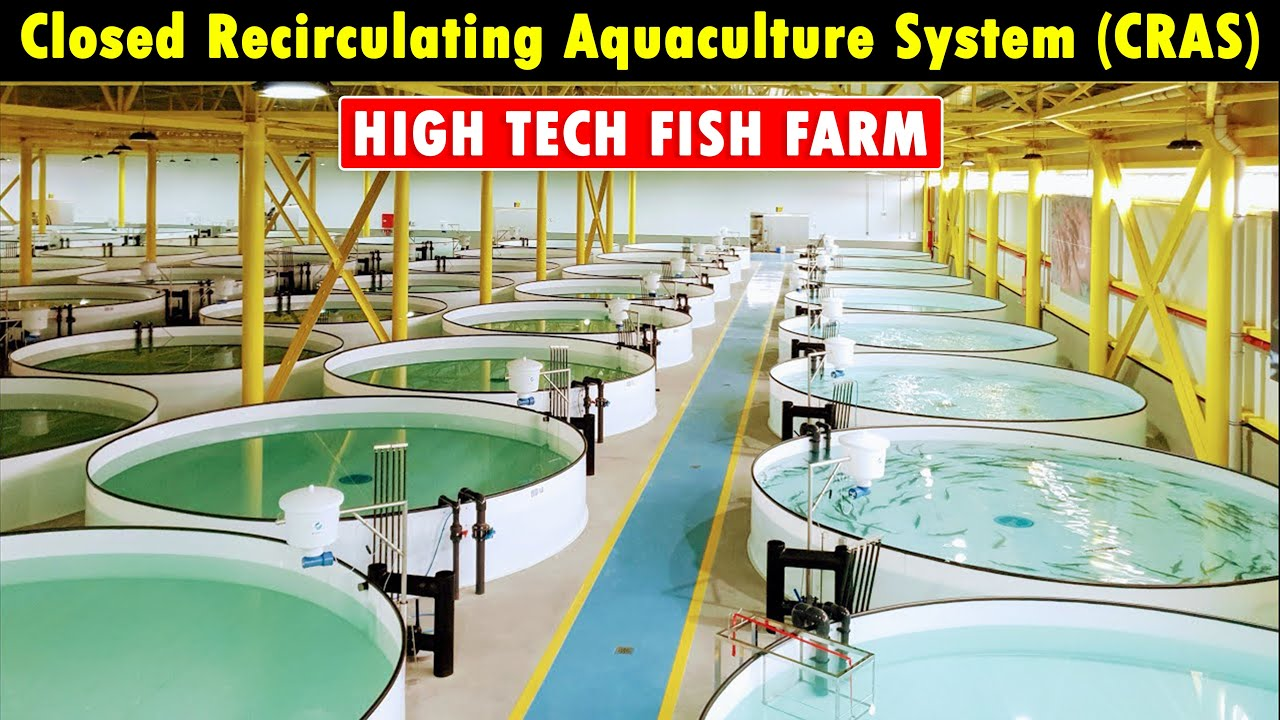 Closed Recirculating Aquaculture System (CRAS)
HIGH TECH FISH FARM